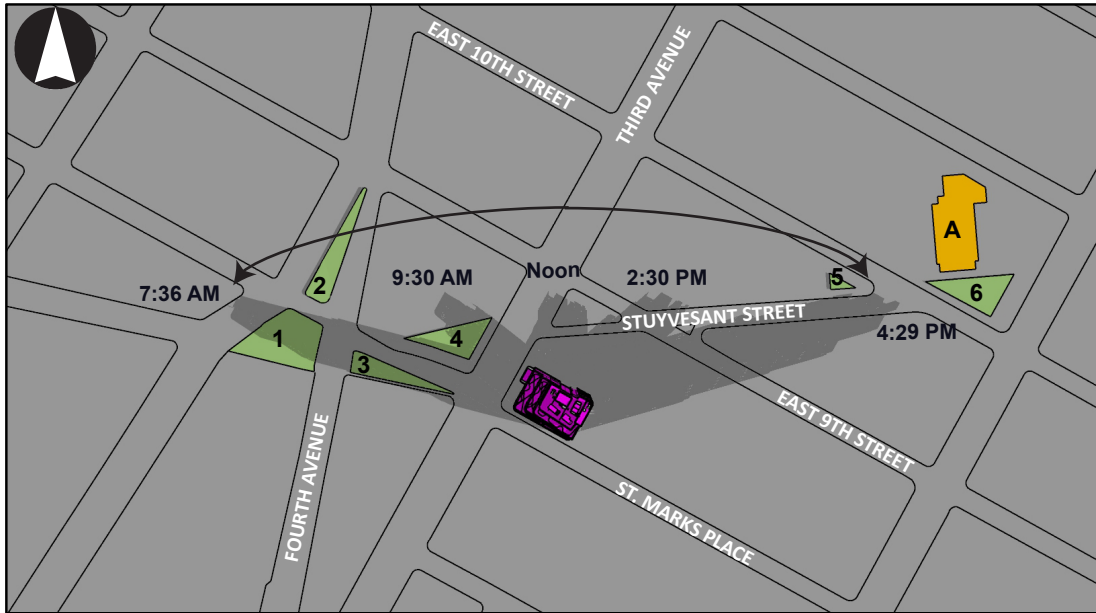 EAST 10TH STREET
THIRD AVENUE
A
2
9:30 AM
Noon
2:30 PM
5
7:36 AM
6
STUYVESANT STREET
1
4
4:29 PM
3
EAST 9TH STREET
FOURTH AVENUE
ST. MARKS PLACE